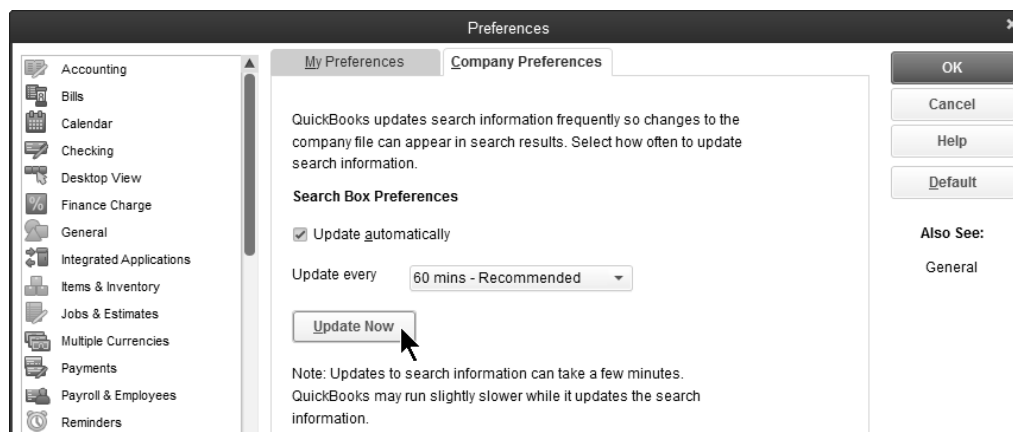 Preferences
Accounting
Bills
Calendar
Checking
Desktop View
Finance Charge
General
Integrated Applications
Items & Inventory
Jobs & Estimates
Multiple Currencies
Payments
Payroll & Employees
Reminders
My Preferences
Company Preferences
QuickBooks updates search information frequently so changes to the
company file can appear in search results. Select how often to update
search information.
Search Box Preferences
Update automatically
Update every
60 mins - Recommended
Update Now
Note: Updates to search information can take a few minutes.
QuickBooks may run slightly slower while it updates the search
information.
OK
Cancel
Help
Default
Also See:
General